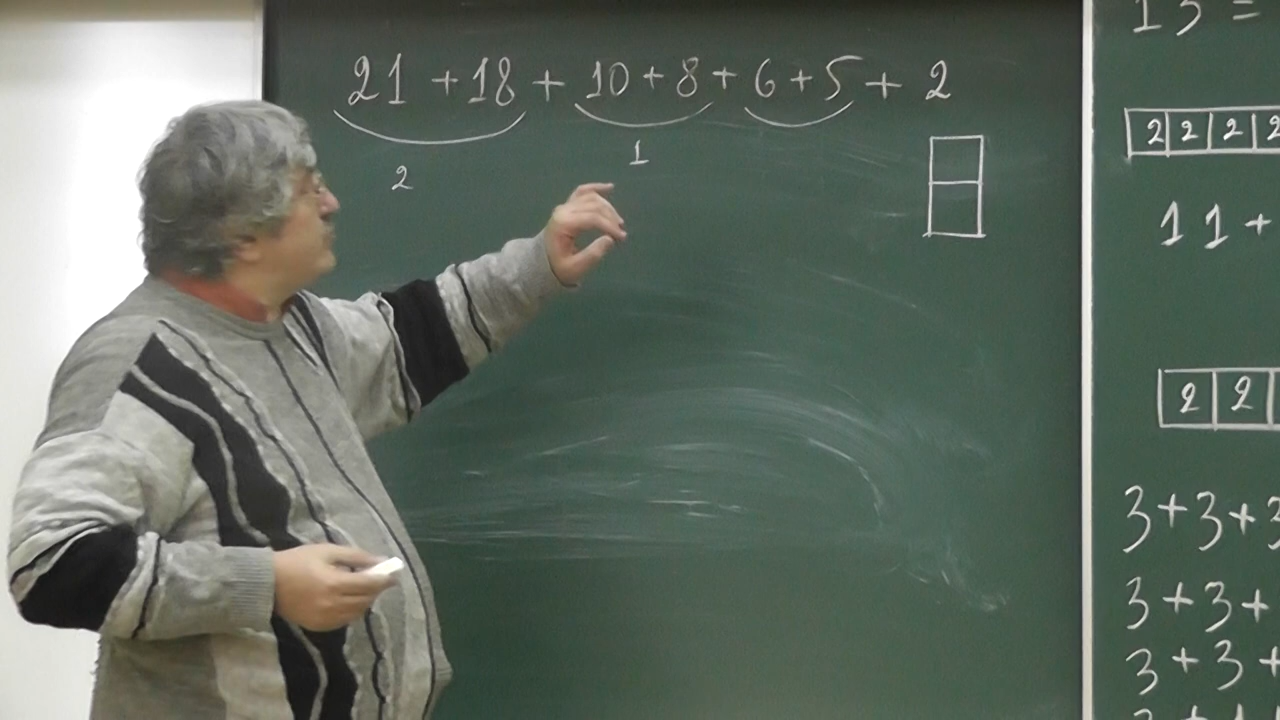 21 + 18 + 10 + 8 + 6 + 5 + 2
2 1
15 =
2 2 2 2
11 +
2 2
3 + 3 + 3
3 + 3 +
3 + 3 +